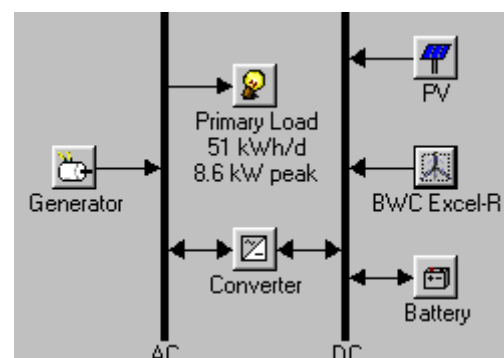 PV
Primary Load
51 kWh/d
8.6 kW peak
Generator
BWC Excel-R
Converter
Battery
AC
DC